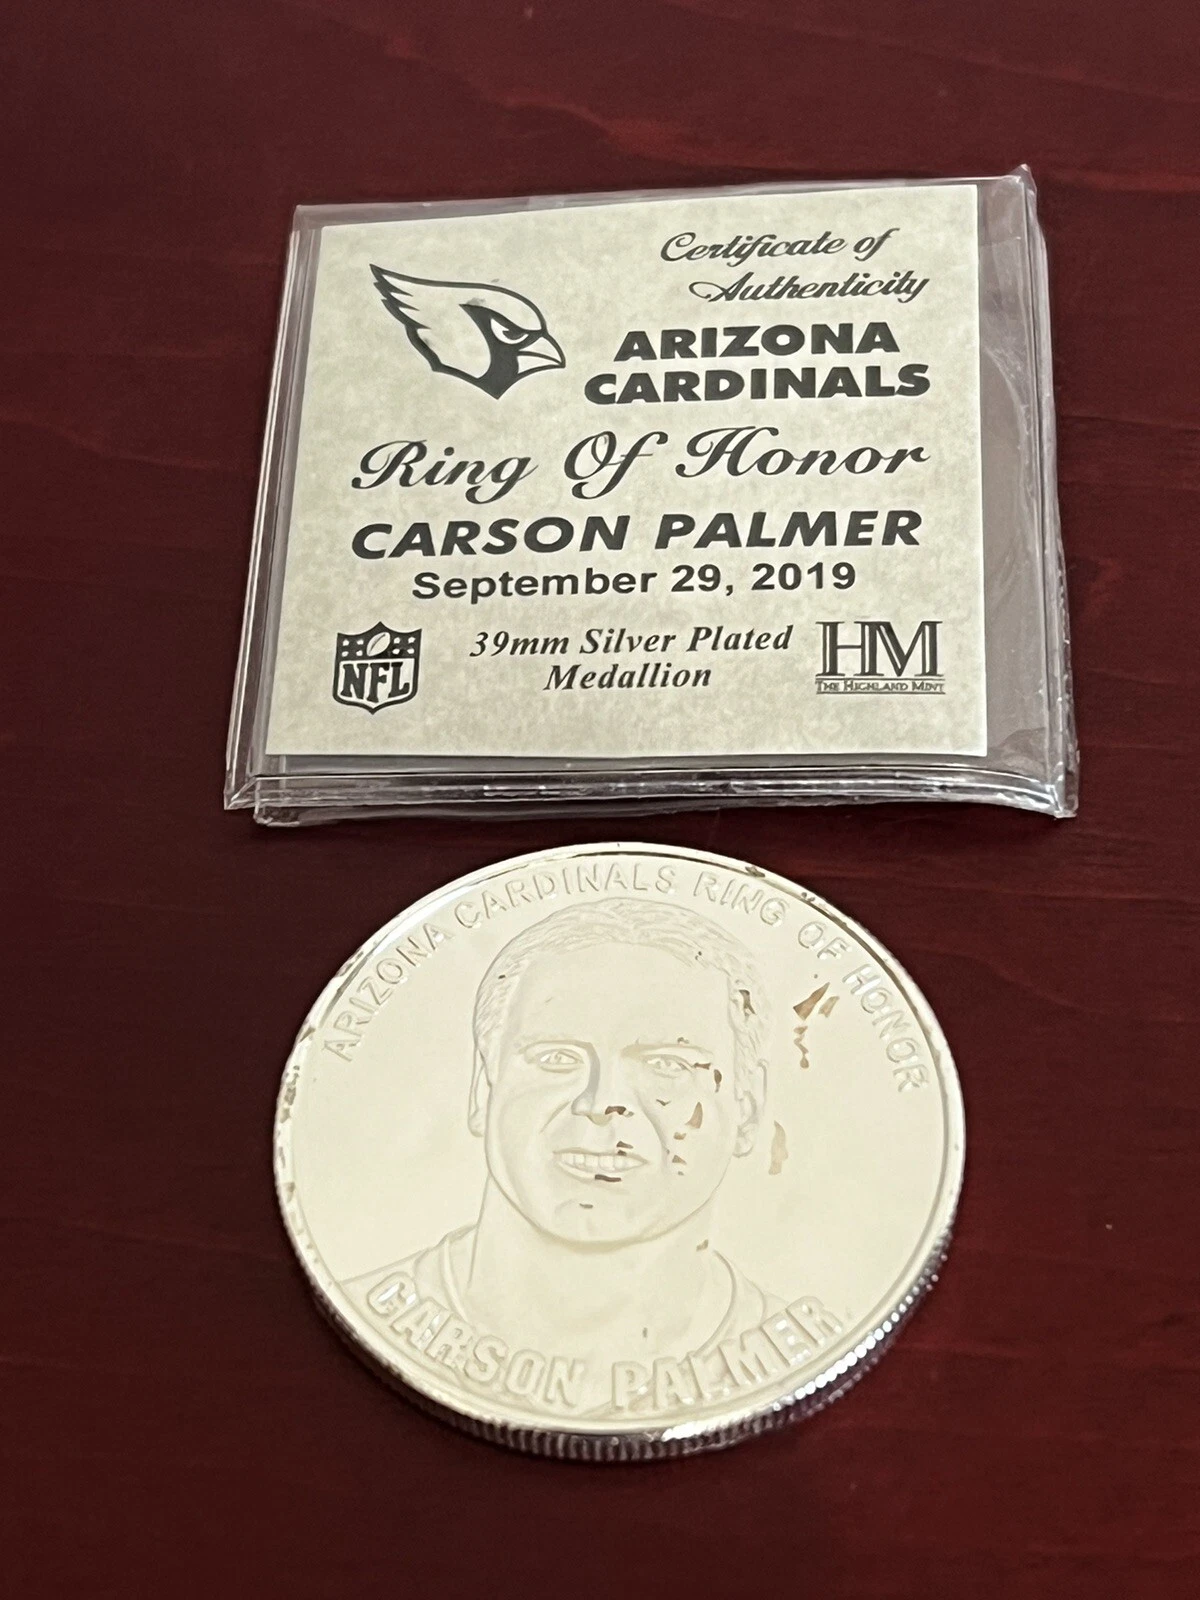 Certificate of
Authenticity
ARIZONA
CARDINALS
Ring Of Honor
CARSON PALMER
September 29, 2019
NFL
39mm Silver Plated
Medallion
HM
THE HIGHLAND MINT
ARIZONA CARDINALS RING OF HONOR
CARSON PALMER